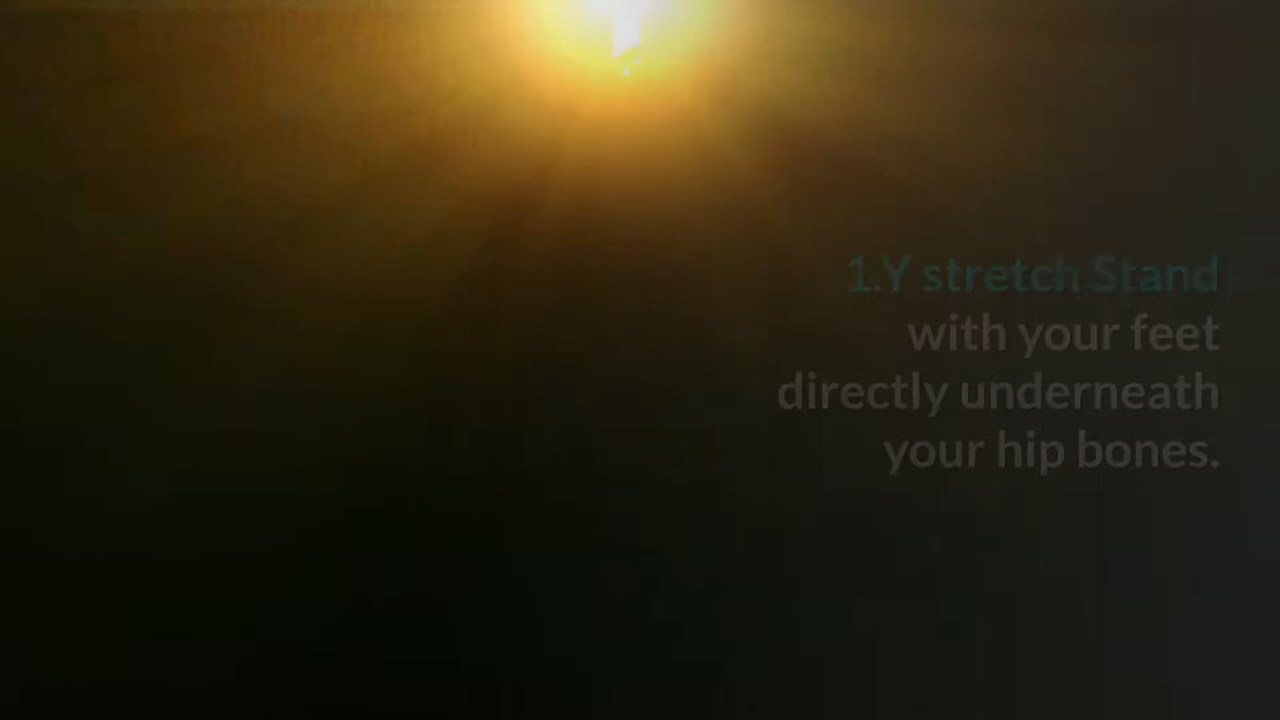 1.Y stretch Stand
with your feet
directly underneath
your hip bones.